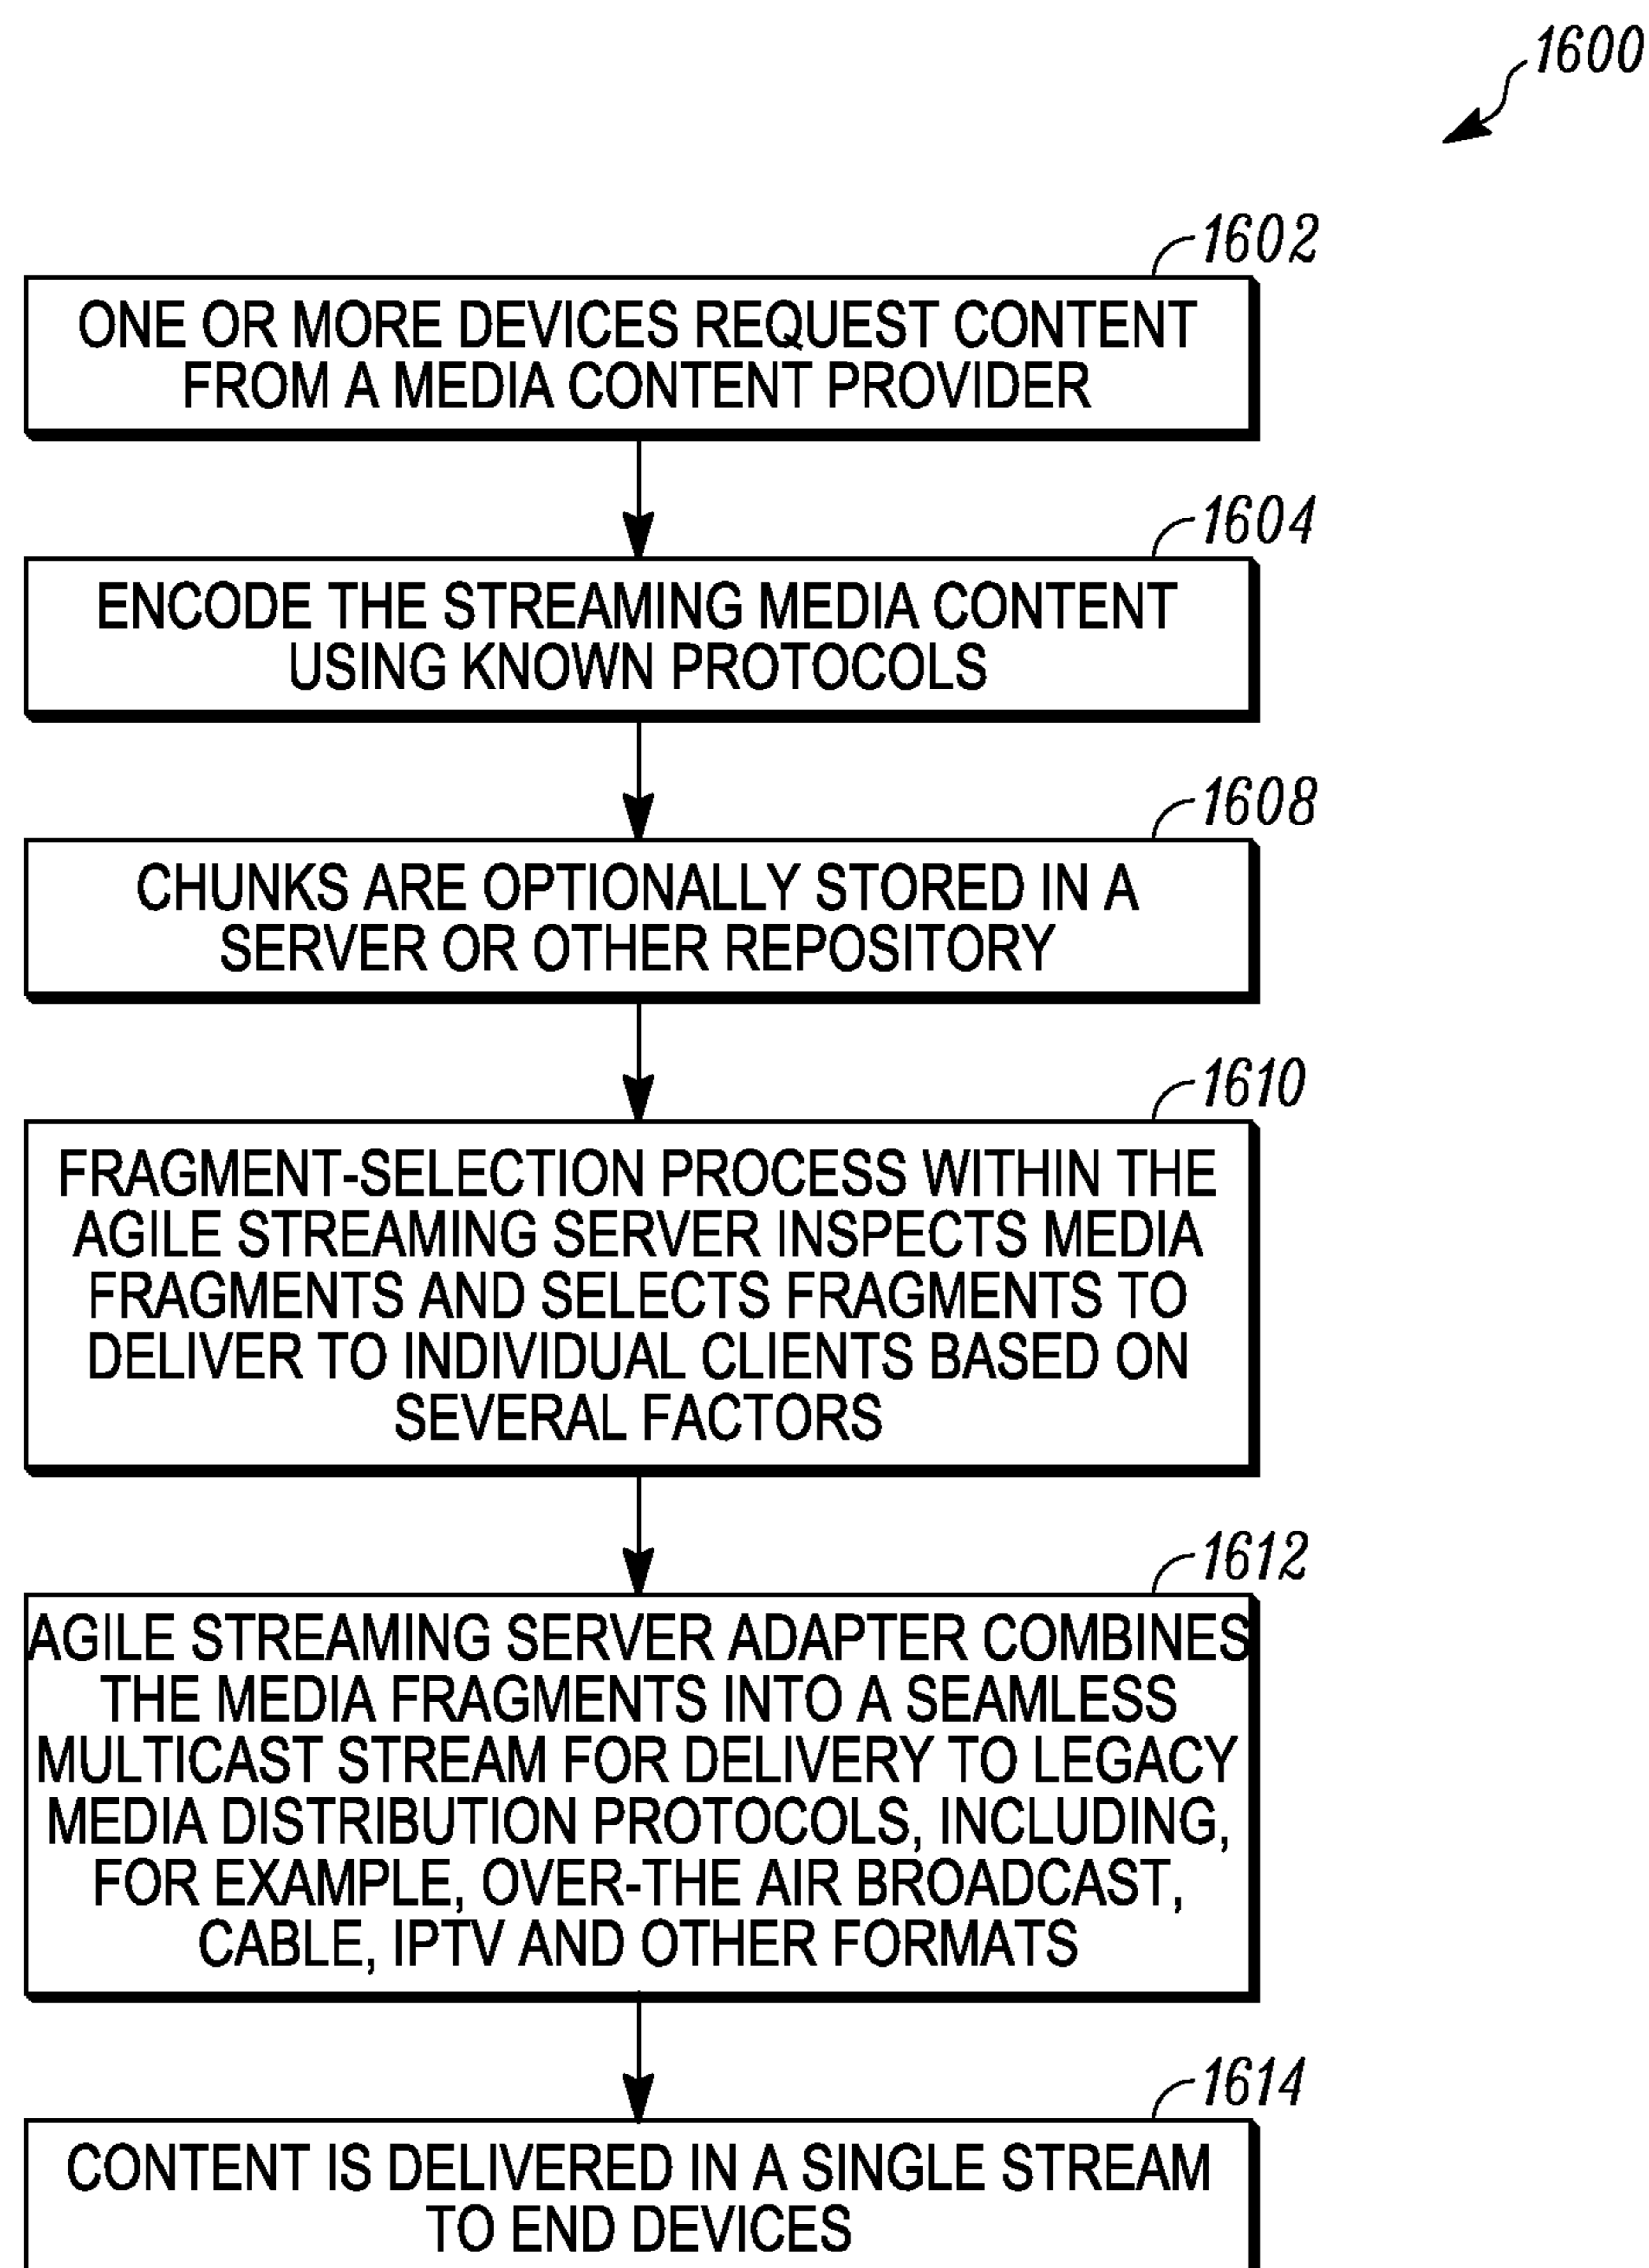 1600
1602
ONE OR MORE DEVICES REQUEST CONTENT
FROM A MEDIA CONTENT PROVIDER
1604
ENCODE THE STREAMING MEDIA CONTENT
USING KNOWN PROTOCOLS
1608
CHUNKS ARE OPTIONALLY STORED IN A
SERVER OR OTHER REPOSITORY
1610
FRAGMENT-SELECTION PROCESS WITHIN THE
AGILE STREAMING SERVER INSPECTS MEDIA
FRAGMENTS AND SELECTS FRAGMENTS TO
DELIVER TO INDIVIDUAL CLIENTS BASED ON
SEVERAL FACTORS
1612
AGILE STREAMING SERVER ADAPTER COMBINES
THE MEDIA FRAGMENTS INTO A SEAMLESS
MULTICAST STREAM FOR DELIVERY TO LEGACY
MEDIA DISTRIBUTION PROTOCOLS, INCLUDING,
FOR EXAMPLE, OVER-THE AIR BROADCAST,
CABLE, IPTV AND OTHER FORMATS
1614
CONTENT IS DELIVERED IN A SINGLE STREAM
TO END DEVICES